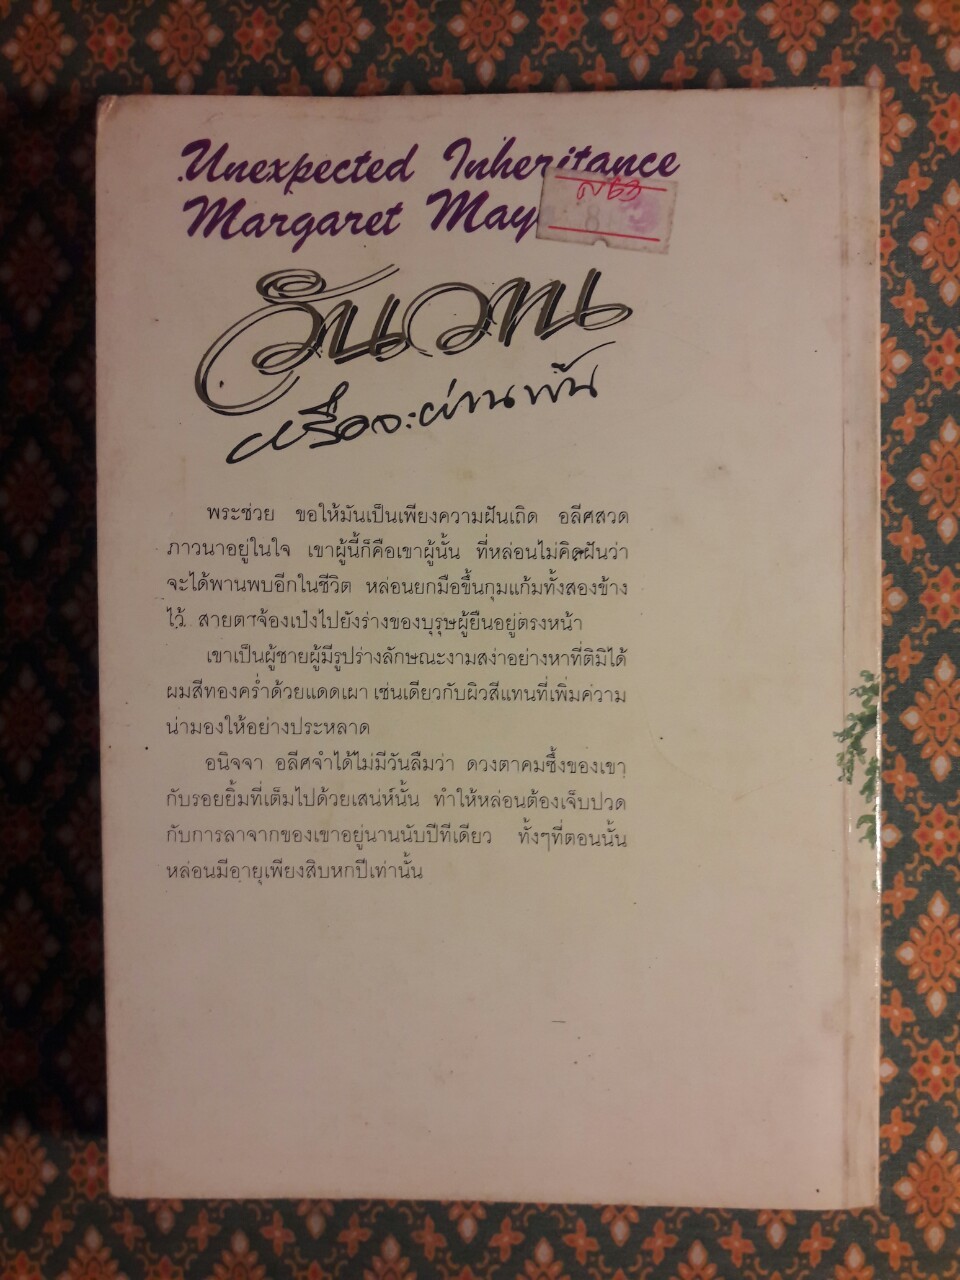 Unexpected Inheritance
Margaret May
ศ 63
8
วันวาน
หรือจะผ่านพ้น
พระช่วย ขอให้มันเป็นเพียงความฝันเถิด อลีศสวด
ภาวนาอยู่ในใจ เขาผู้นี้ก็คือเขาผู้นั้น ที่หล่อนไม่คิดฝันว่า
จะได้พานพบอีกในชีวิต หล่อนยกมือขึ้นกุมแก้มทั้งสองข้าง
ไว้ สายตาจ้องเป๋งไปยังร่างของบุรุษผู้ยืนอยู่ตรงหน้า
เขาเป็นผู้ชายผู้มีรูปร่างลักษณะงามสง่าอย่างหาที่ติมิได้
ผมสีทองคร่ำด้วยแดดเผา เช่นเดียวกับผิวสีแทนที่เพิ่มความ
น่ามองให้อย่างประหลาด
อนิจจา อลีศจำได้ไม่มีวันลืมว่า ดวงตาคมซึ้งของเขา
กับรอยยิ้มที่เต็มไปด้วยเสน่ห์นั้น ทำให้หล่อนต้องเจ็บปวด
กับการลาจากของเขาอยู่นานนับปีทีเดียว ทั้งๆที่ตอนนั้น
หล่อนมีอายุเพียงสิบหกปีเท่านั้น